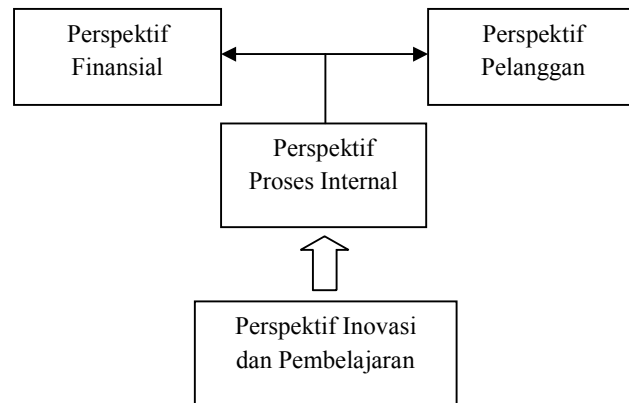 Perspektif
Finansial
Perspektif
Pelanggan
Perspektif
Proses Internal
Perspektif Inovasi
dan Pembelajaran